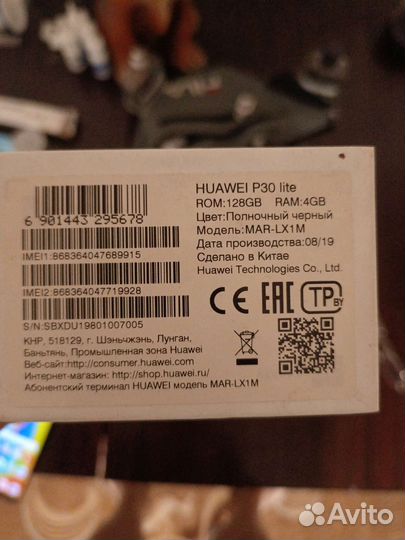 HUAWEI P30 lite
ROM:128GB RAM:4GB
Цвет:Полночный черный
Модель:MAR-LX1M
Дата производства:08/19
Сделано в Китае
Huawei Technologies Co., Ltd.
6 901443 295678
IMEI1:868364047689915
IMEI2:868364047719928
S/N:SBXDU19801007005
CE EAC TP BY
КНР, 518129, г. Шэньчжэнь, Лунган,
Баньтянь, Промышленная зона Huawei
Веб-сайт:http://consumer.huawei.com
Интернет-магазин: http://shop.huawei.ru/
Абонентский терминал HUAWEI модель MAR-LX1M
Avito